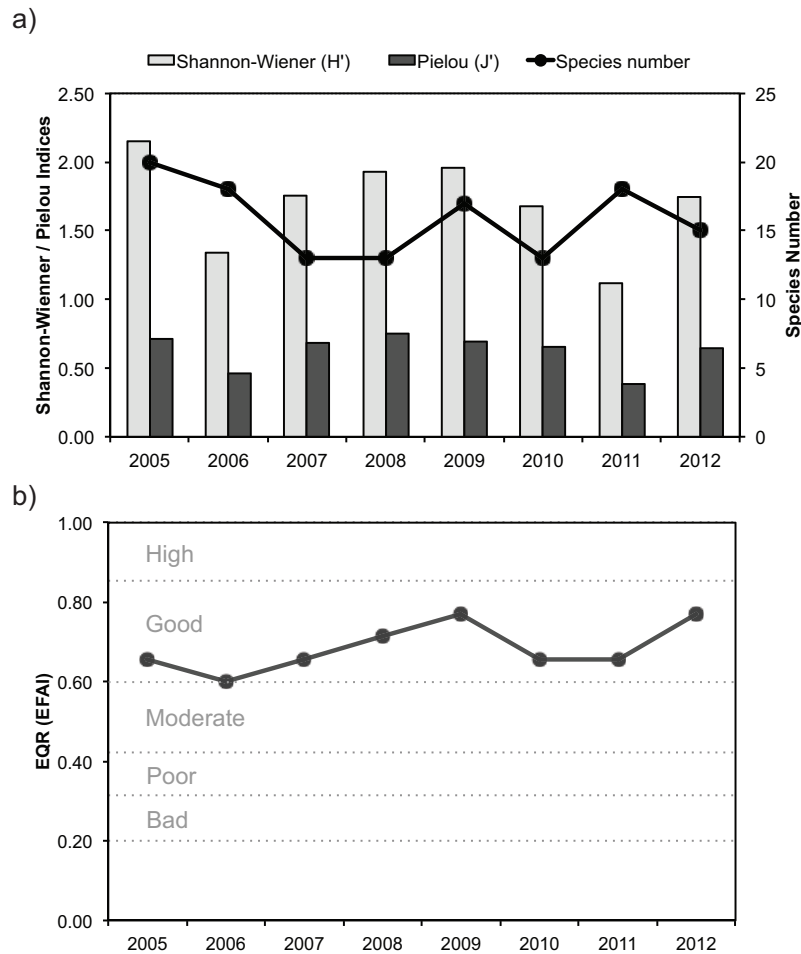 a)
Shannon-Wiener (H') Pielou (J') Species number
Shannon-Wienner / Pielou Indices
2.50
2.00
1.50
1.00
0.50
0.00
25
20
15
10
5
0
Species Number
2005 2006 2007 2008 2009 2010 2011 2012
b)
EQR (EFAI)
1.00
0.80
0.60
0.40
0.20
0.00
High
Good
Moderate
Poor
Bad
2005 2006 2007 2008 2009 2010 2011 2012